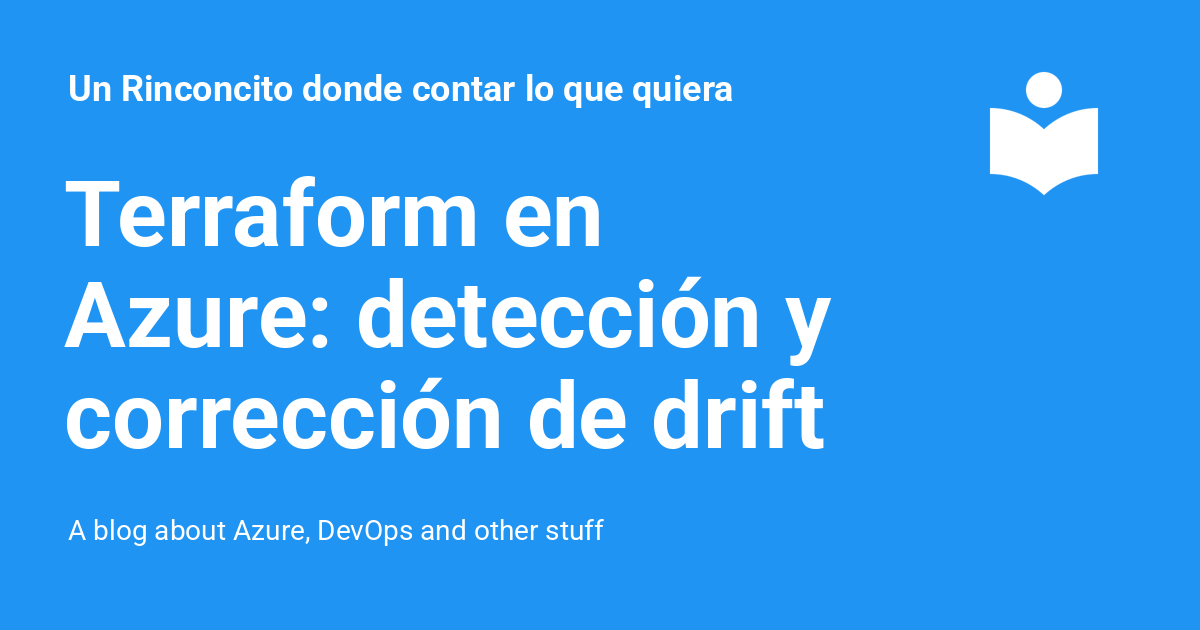 Un Rinconcito donde contar lo que quiera
Terraform en
Azure: detección y
corrección de drift
A blog about Azure, DevOps and other stuff